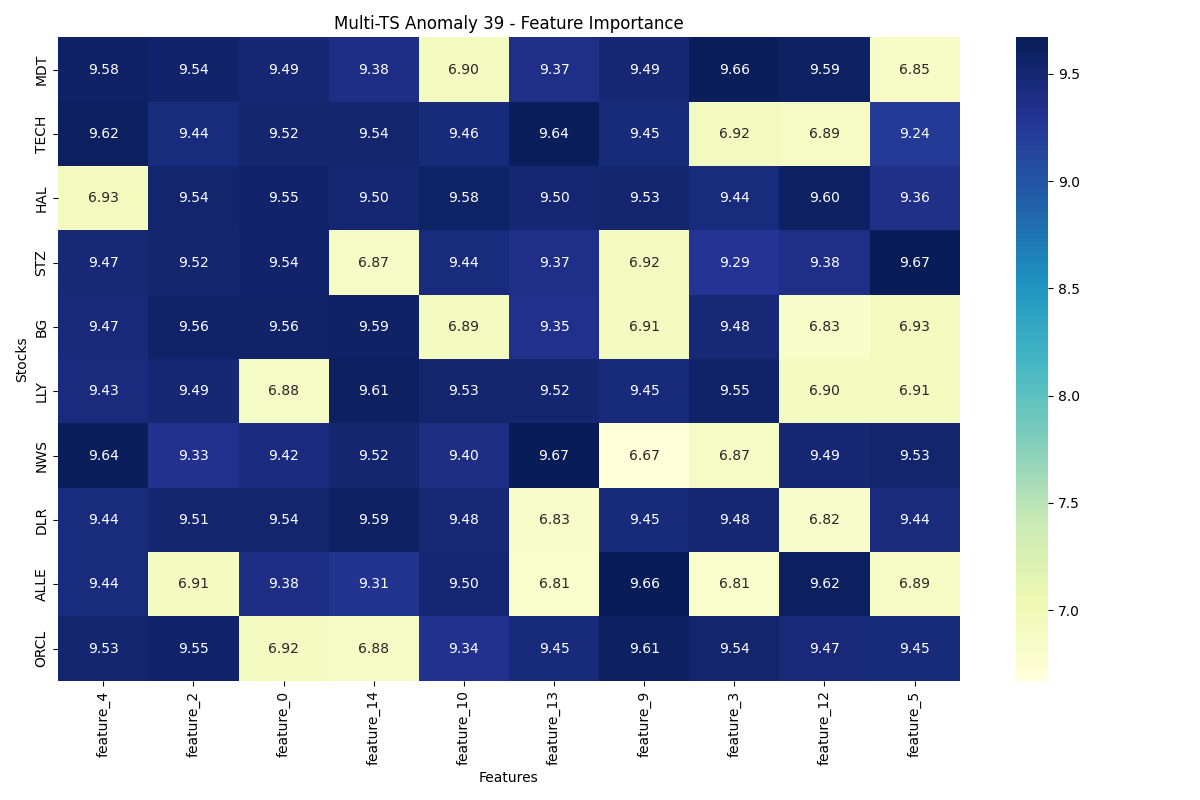 Multi-TS Anomaly 39 - Feature Importance
Stocks
MDT 9.58 9.54 9.49 9.38 6.90 9.37 9.49 9.66 9.59 6.85
TECH 9.62 9.44 9.52 9.54 9.46 9.64 9.45 6.92 6.89 9.24
HAL 6.93 9.54 9.55 9.50 9.58 9.50 9.53 9.44 9.60 9.36
STZ 9.47 9.52 9.54 6.87 9.44 9.37 6.92 9.29 9.38 9.67
BG 9.47 9.56 9.56 9.59 6.89 9.35 6.91 9.48 6.83 6.93
LLY 9.43 9.49 6.88 9.61 9.53 9.52 9.45 9.55 6.90 6.91
NWS 9.64 9.33 9.42 9.52 9.40 9.67 6.67 6.87 9.49 9.53
DLR 9.44 9.51 9.54 9.59 9.48 6.83 9.45 9.48 6.82 9.44
ALLE 9.44 6.91 9.38 9.31 9.50 6.81 9.66 6.81 9.62 6.89
ORCL 9.53 9.55 6.92 6.88 9.34 9.45 9.61 9.54 9.47 9.45
feature_4 feature_2 feature_0 feature_14 feature_10 feature_13 feature_9 feature_3 feature_12 feature_5
Features
9.5
9.0
8.5
8.0
7.5
7.0